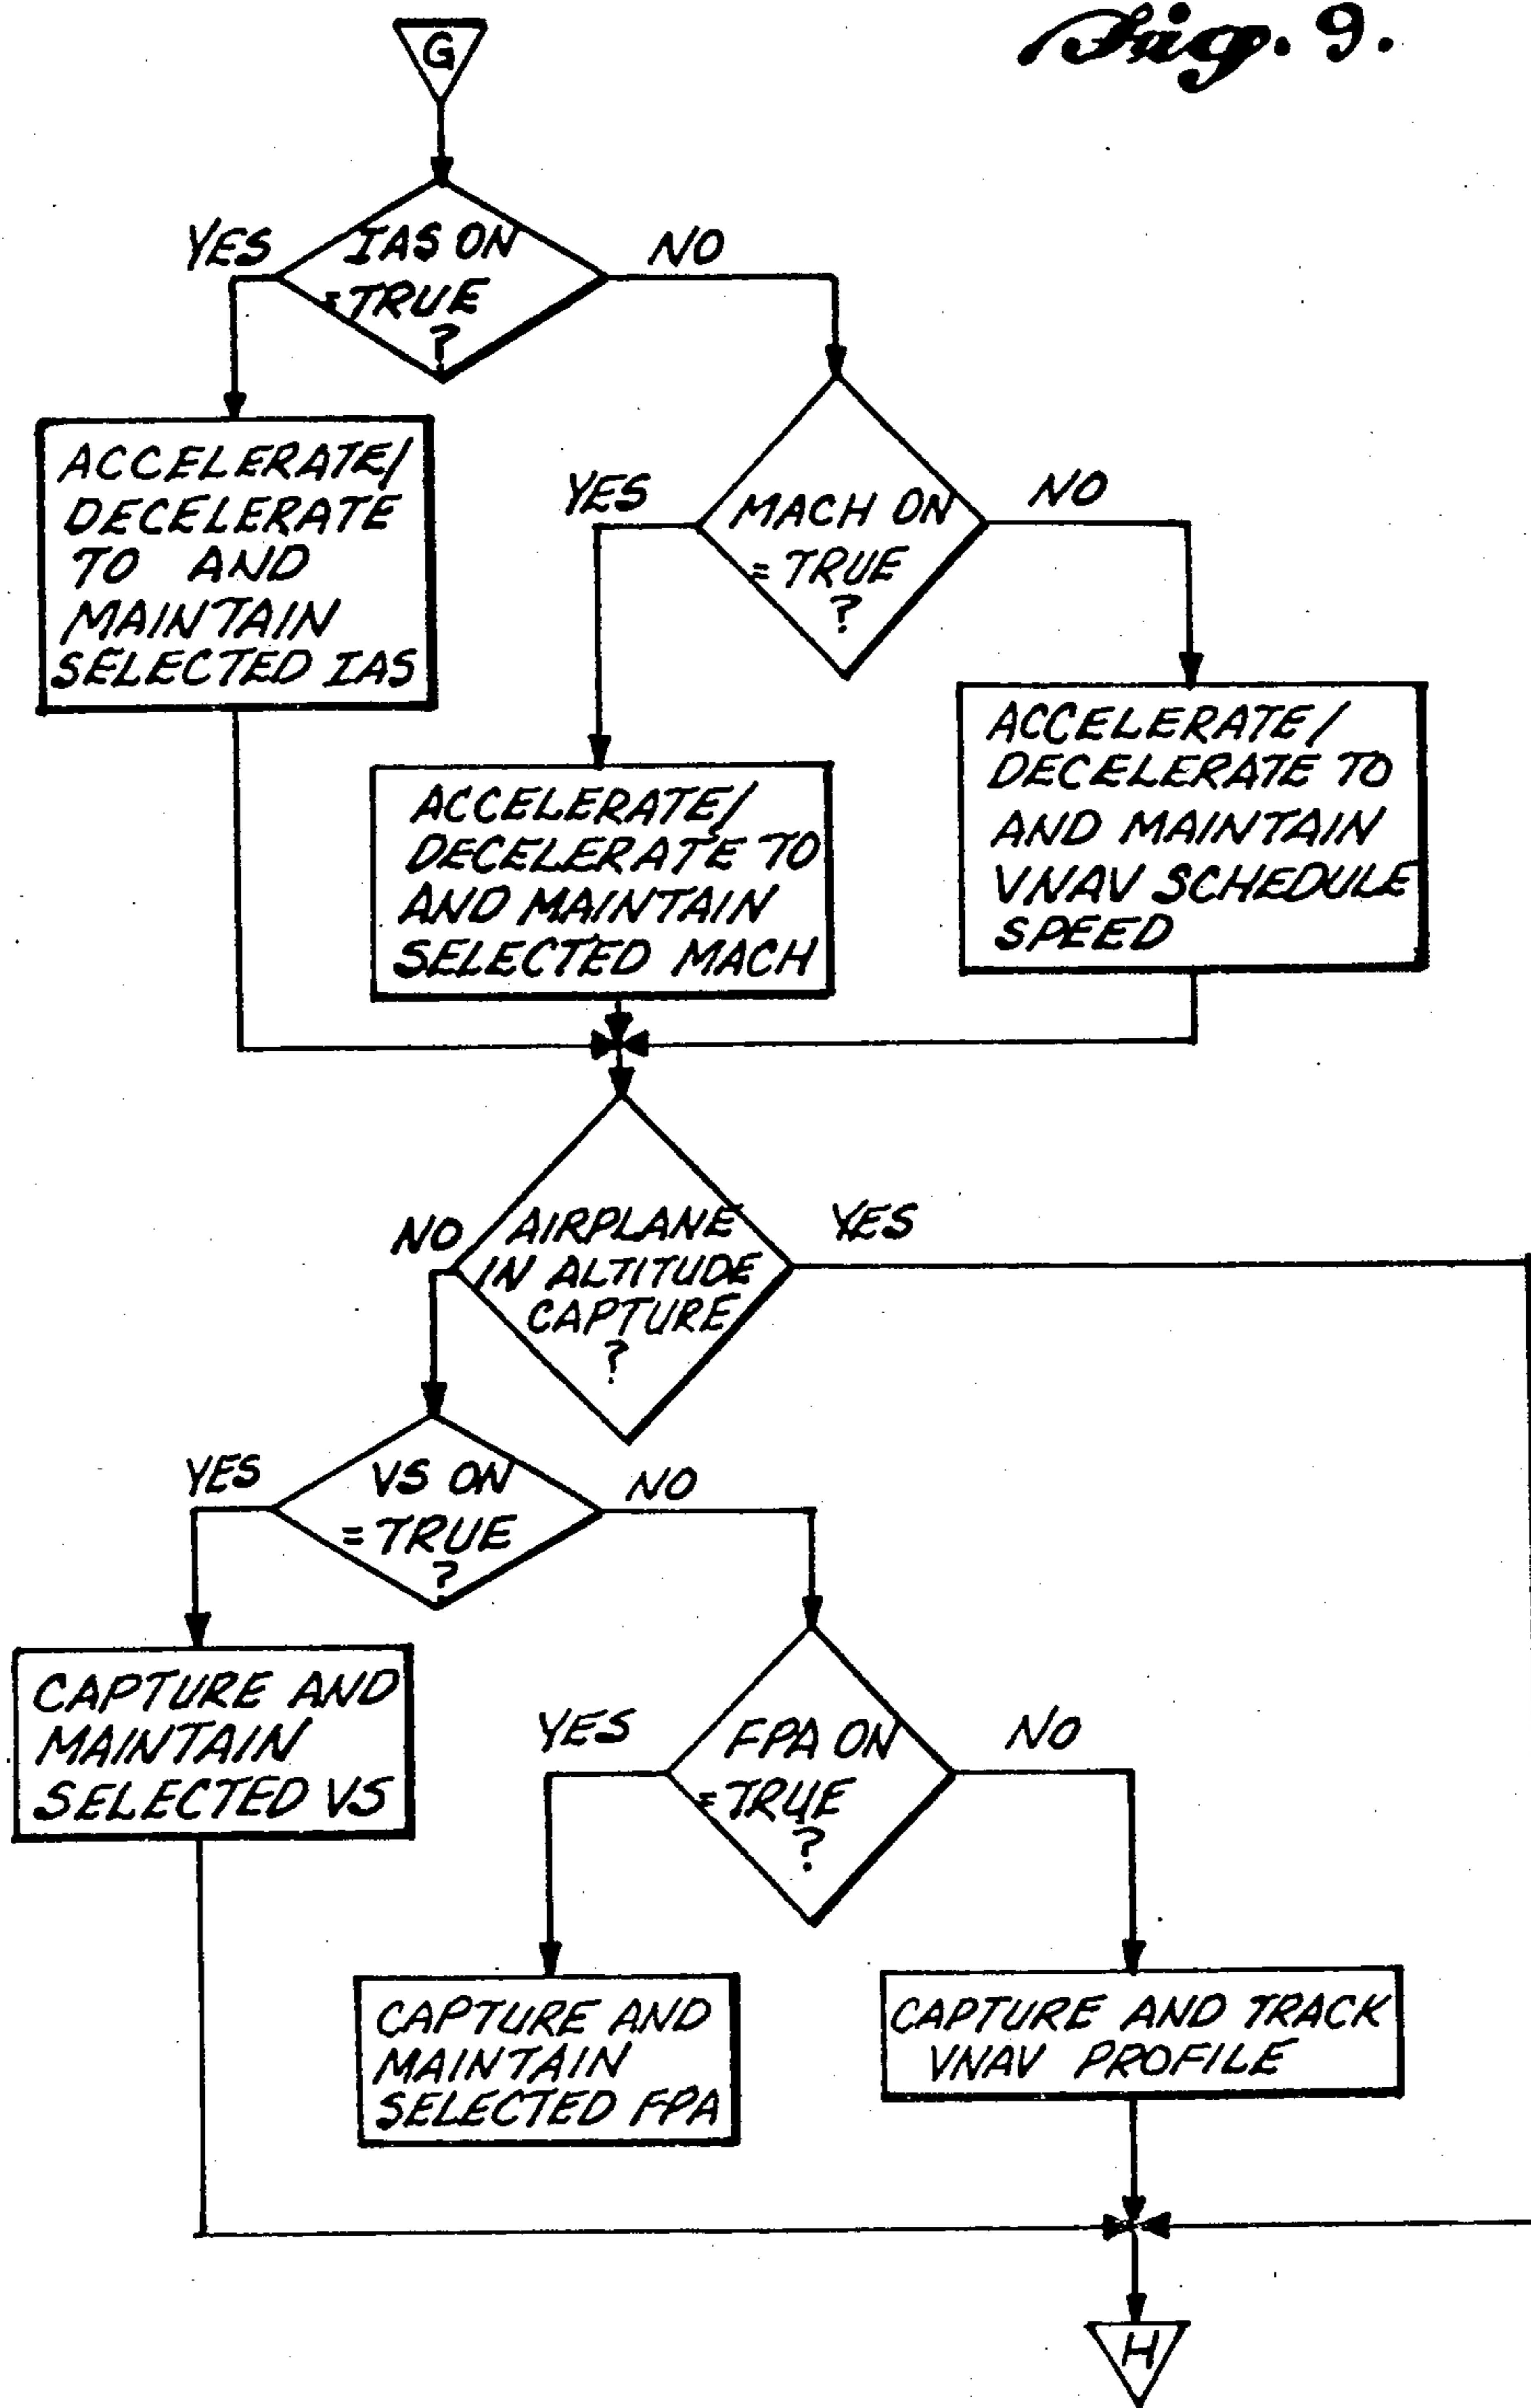 Fig. 9.
G
IAS ON
= TRUE
?
YES
NO
ACCELERATE/
DECELERATE
TO AND
MAINTAIN
SELECTED IAS
MACH ON
= TRUE
?
YES
NO
ACCELERATE/
DECELERATE TO
AND MAINTAIN
SELECTED MACH
ACCELERATE/
DECELERATE TO
AND MAINTAIN
VNAV SCHEDULE
SPEED
AIRPLANE
IN ALTITUDE
CAPTURE
?
NO
YES
VS ON
= TRUE
?
YES
NO
CAPTURE AND
MAINTAIN
SELECTED VS
FPA ON
= TRUE
?
YES
NO
CAPTURE AND
MAINTAIN
SELECTED FPA
CAPTURE AND TRACK
VNAV PROFILE
H